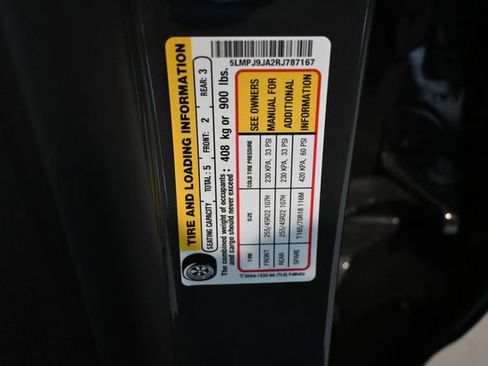 5LMPJ9JA2RJ787167
TIRE AND LOADING INFORMATION
SEATING CAPACITY TOTAL: 5 FRONT: 2 REAR: 3
The combined weight of occupants and cargo should never exceed: 408 kg or 900 lbs.
TIRE SIZE COLD TIRE PRESSURE
FRONT 255/45R22 107H 230 KPA, 33 PSI
REAR 255/45R22 107H 230 KPA, 33 PSI
SPARE T165/70R18 116M 420 KPA, 60 PSI
SEE OWNERS
MANUAL FOR
ADDITIONAL
INFORMATION